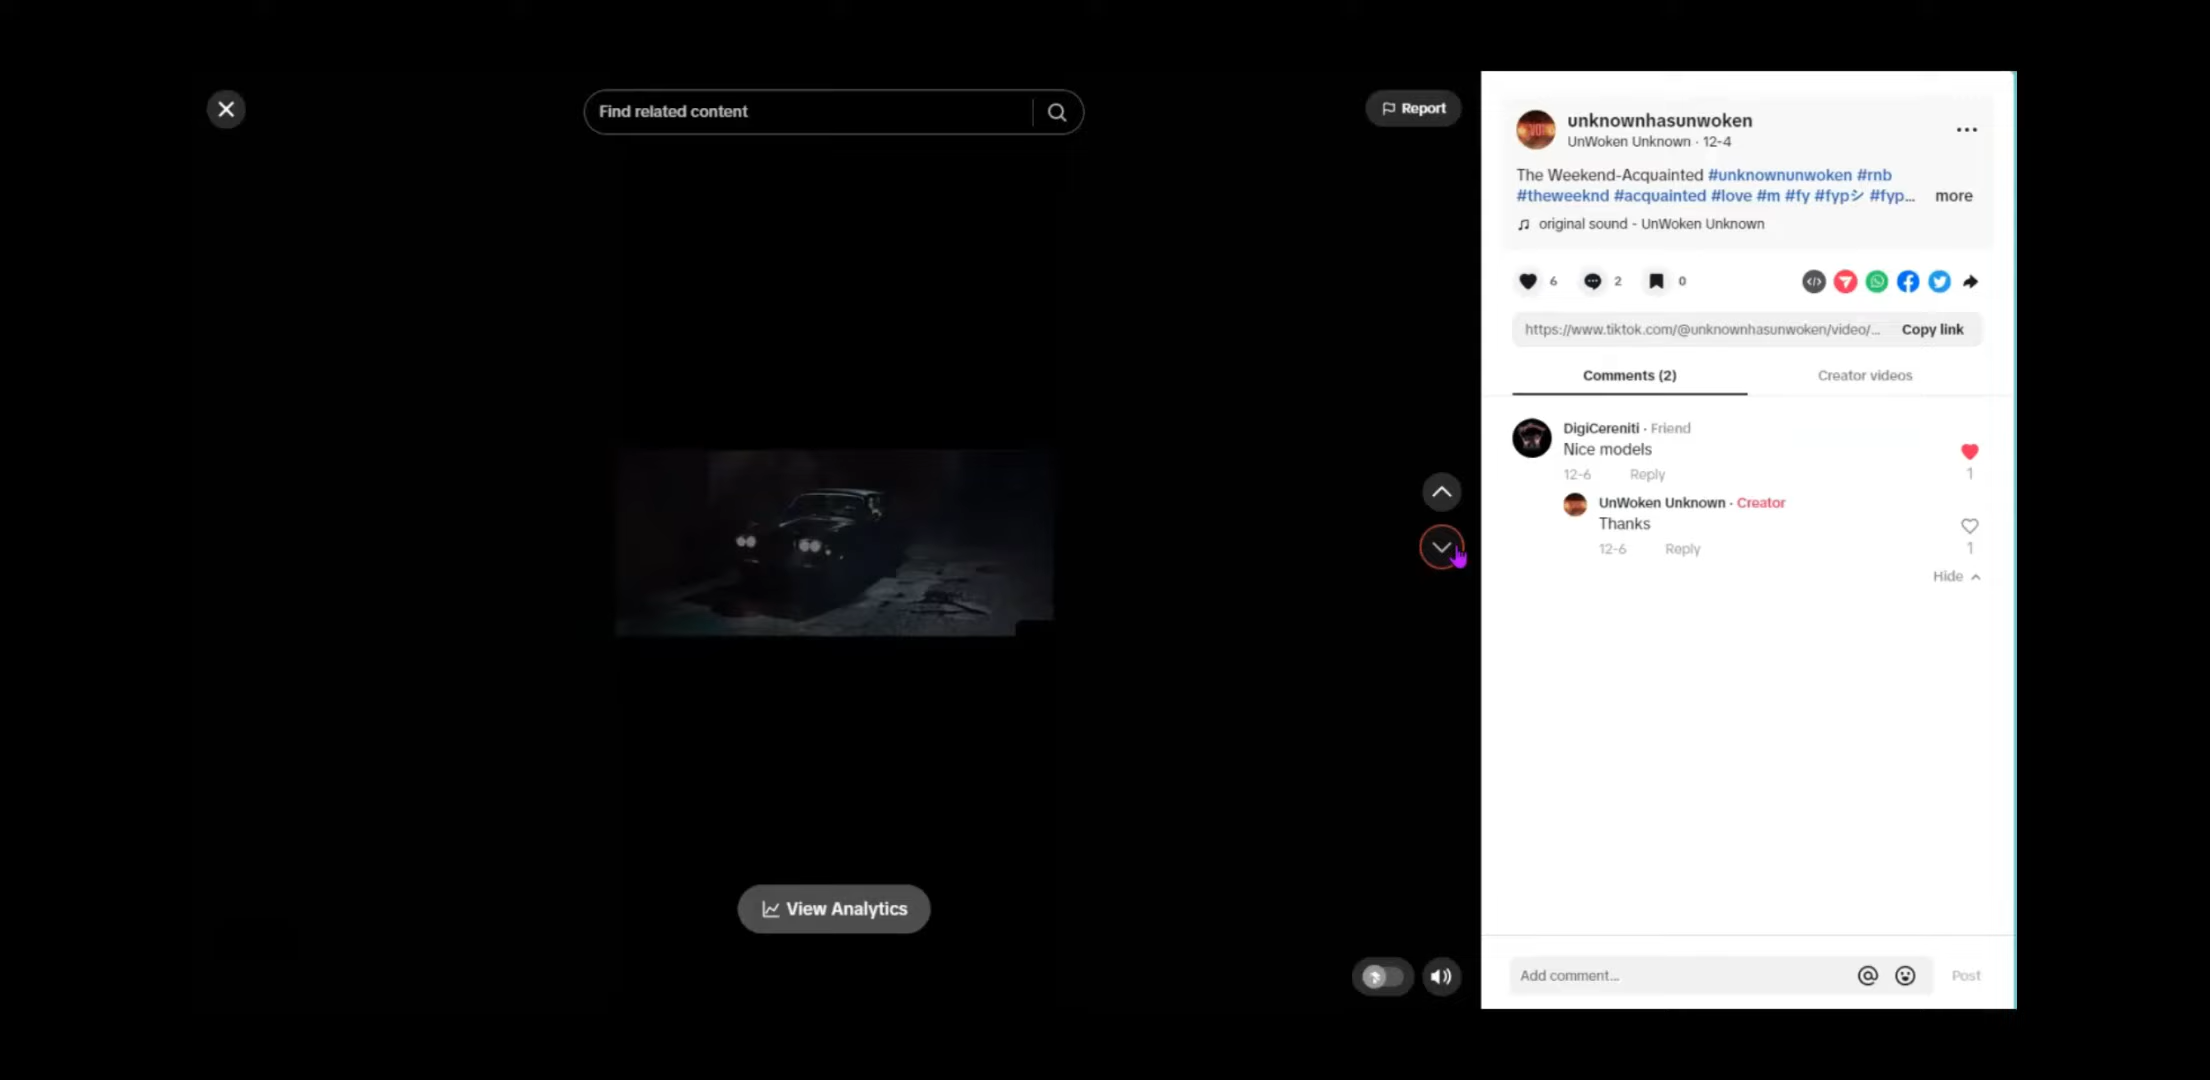 Find related content
Report
unknownhasunwoken
UnWoken Unknown · 12-4
The Weekend-Acquainted #unknownunwoken #rnb
#theweeknd #acquainted #love #m #fy #fypシ #fyp... more
original sound - UnWoken Unknown
6 2 0
https://www.tiktok.com/@unknownhasunwoken/video/... Copy link
Comments (2) Creator videos
DigiCereniti · Friend
Nice models
12-6 Reply 1
UnWoken Unknown · Creator
Thanks
12-6 Reply 1
Hide
View Analytics
Add comment... Post